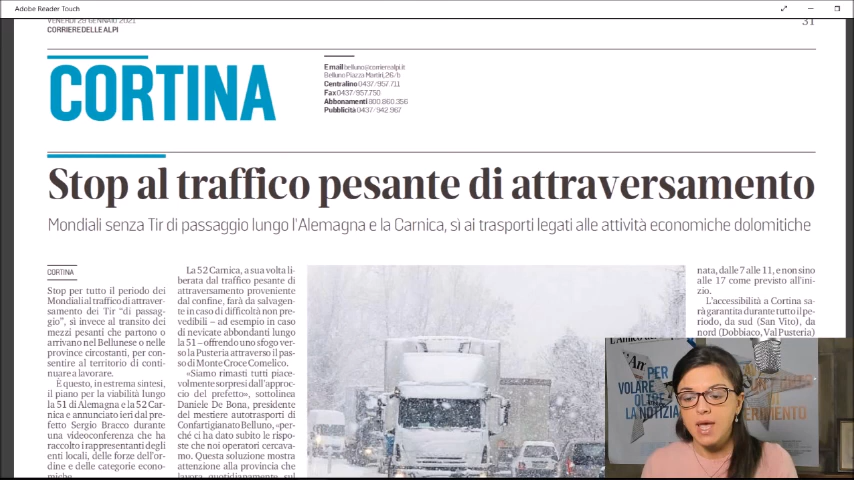 Adobe Reader Touch
VENERDÌ 29 GENNAIO 2021
CORRIERE DELLE ALPI
31
CORTINA
Email belluno@corrierealpi.it
Belluno Piazza Martiri, 26/b
Centralino 0437/957.711
Fax 0437/957.750
Abbonamenti 800.860.356
Pubblicità 0437/942.967
Stop al traffico pesante di attraversamento
Mondiali senza Tir di passaggio lungo l'Alemagna e la Carnica, sì ai trasporti legati alle attività economiche dolomitiche
CORTINA
Stop per tutto il periodo dei
Mondiali al traffico di attraver-
samento dei Tir “di passag-
gio”, sì invece al transito dei
mezzi pesanti che partono o
arrivano nel Bellunese o nelle
province circostanti, per con-
sentire al territorio di conti-
nuare a lavorare.
È questo, in estrema sintesi,
il piano per la viabilità lungo
la 51 di Alemagna e la 52 Car-
nica e annunciato ieri dal pre-
fetto Sergio Bracco durante
una videoconferenza che ha
raccolto i rappresentanti degli
enti locali, delle forze dell'or-
dine e delle categorie econo-
miche.
La 52 Carnica, a sua volta li-
berata dal traffico pesante di
attraversamento proveniente
dal confine, farà da salvagen-
te in caso di difficoltà non pre-
vedibili – ad esempio in caso
di nevicate abbondanti lungo
la 51 – offrendo uno sfogo ver-
so la Pusteria attraverso il pas-
so di Monte Croce Comelico.
«Siamo rimasti tutti piace-
volmente sorpresi dall'approc-
cio del prefetto», sottolinea
Daniele De Bona, presidente
del mestiere autotrasporti di
Confartigianato Belluno, «per-
ché ci ha dato subito le rispo-
ste che noi operatori cercava-
mo. Questa soluzione mostra
attenzione alla provincia che
lavora quotidianamente sul
nata, dalle 7 alle 11, e non sino
alle 17 come previsto all'ini-
zio.
L'accessibilità a Cortina sa-
rà garantita durante tutto il pe-
riodo, da sud (San Vito), da
nord (Dobbiaco, Val Pusteria)
PER
VOLARE
OLTRE
LA NOTIZIA